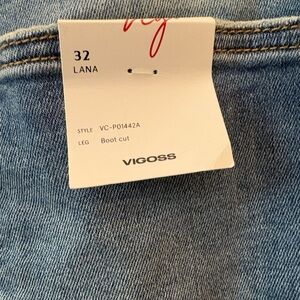 32
LANA
STYLE VC-P01442A
LEG Boot cut
VIGOSS